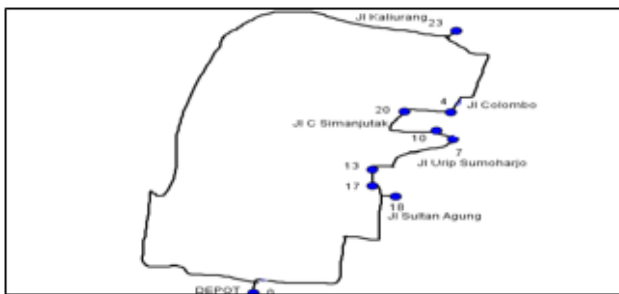 Jl Kaliurang
23
4
Jl Colombo
20
Jl C Simanjutak
10
7
Jl Urip Sumoharjo
13
17
18
Jl Sultan Agung
DEPOT 0